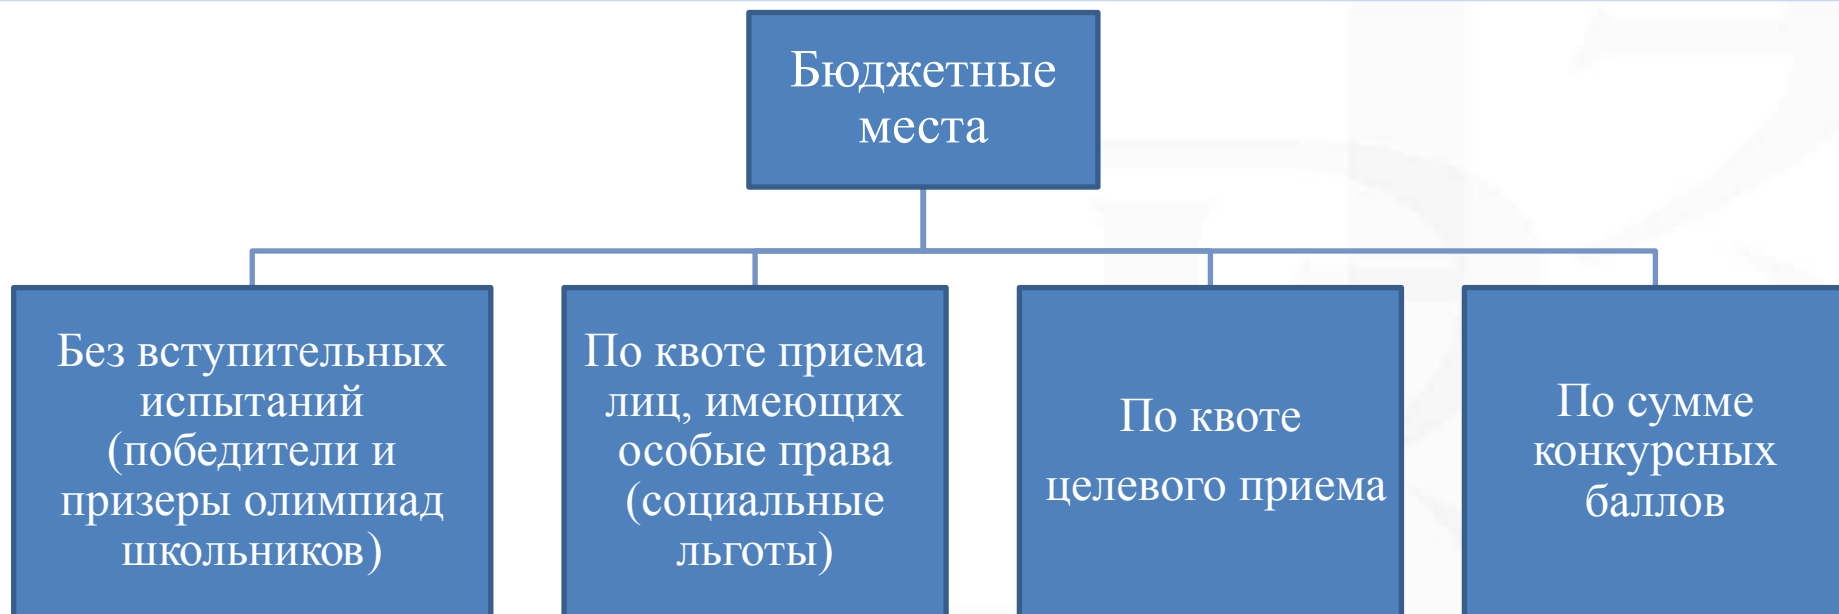 Бюджетные
места
Без вступительных
испытаний
(победители и
призеры олимпиад
школьников)
По квоте приема
лиц, имеющих
особые права
(социальные
льготы)
По квоте
целевого приема
По сумме
конкурсных
баллов